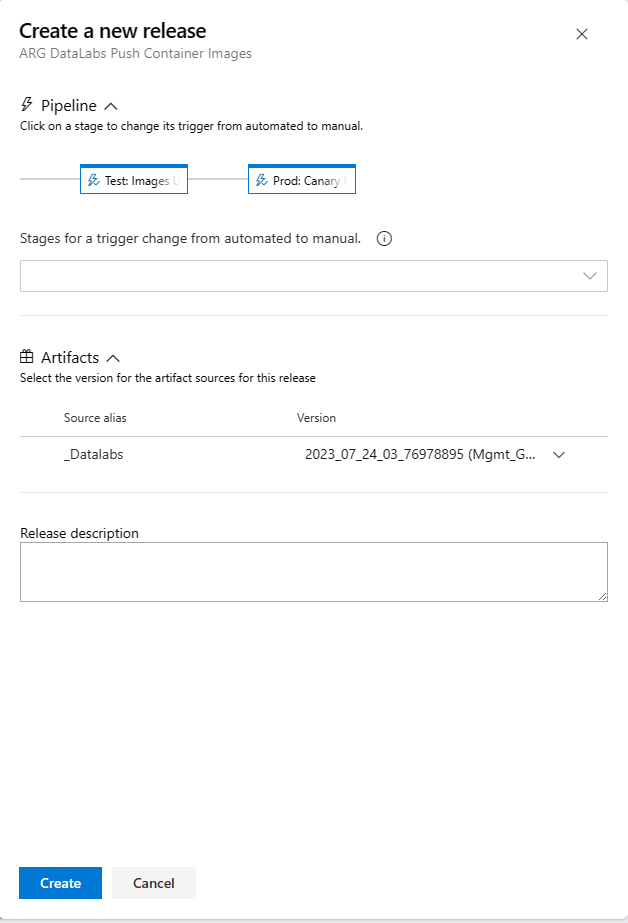 Create a new release
ARG DataLabs Push Container Images
Pipeline
Click on a stage to change its trigger from automated to manual.
Test: Images Prod: Canary
Stages for a trigger change from automated to manual.
Artifacts
Select the version for the artifact sources for this release
Source alias Version
_Datalabs 2023_07_24_03_76978895 (Mgmt_G...
Release description
Create Cancel